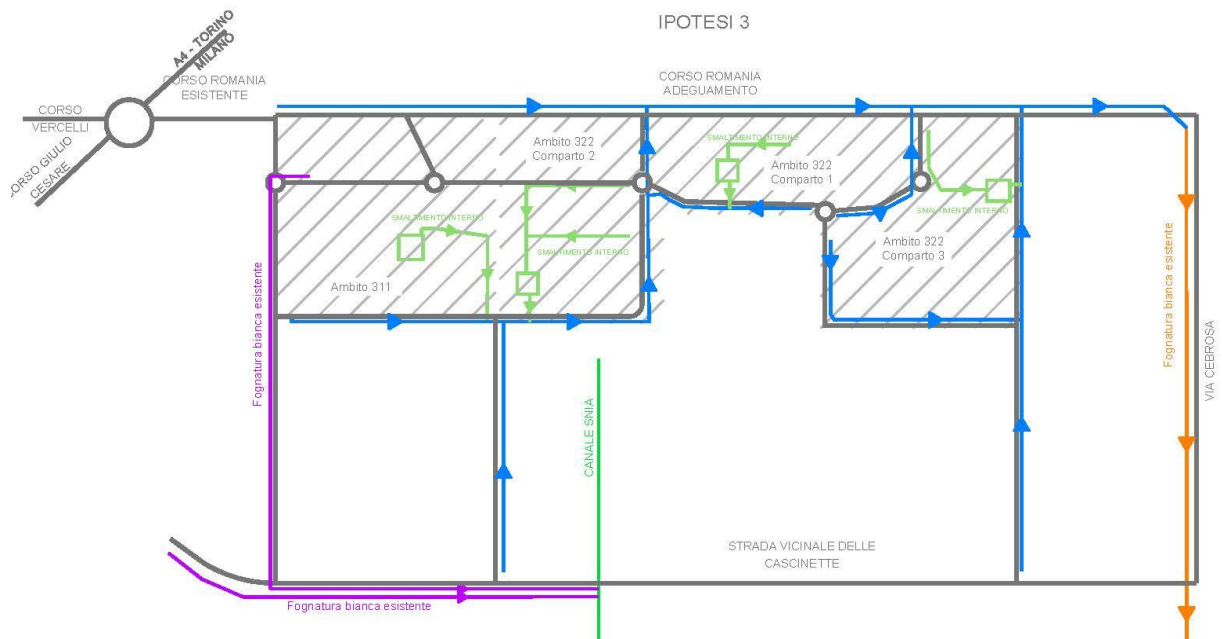 IPOTESI 3
A4 - TORINO
MILANO
CORSO ROMANIA
ESISTENTE
CORSO ROMANIA
ADEGUAMENTO
CORSO
VERCELLI
CORSO GIULIO
CESARE
Ambito 322
Comparto 2
SMALTIMENTO INTERNO
Ambito 322
Comparto 1
SMALTIMENTO INTERNO
SMALTIMENTO INTERNO
SMALTIMENTO INTERNO
Ambito 322
Comparto 3
Ambito 311
Fognatura bianca esistente
Fognatura bianca esistente
VIA CEBROSA
CANALE SNIA
STRADA VICINALE DELLE
CASCINETTE
Fognatura bianca esistente